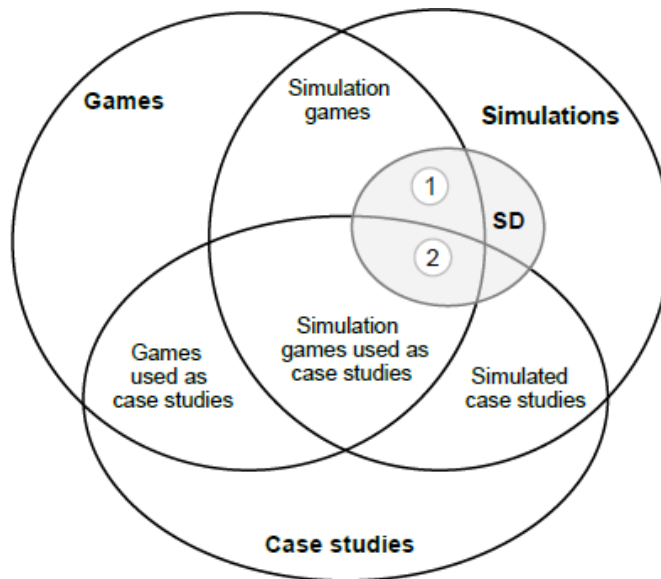 Simulation
games
Games
Simulations
1
SD
2
Simulation
games used as
case studies
Games
used as
case studies
Simulated
case studies
Case studies